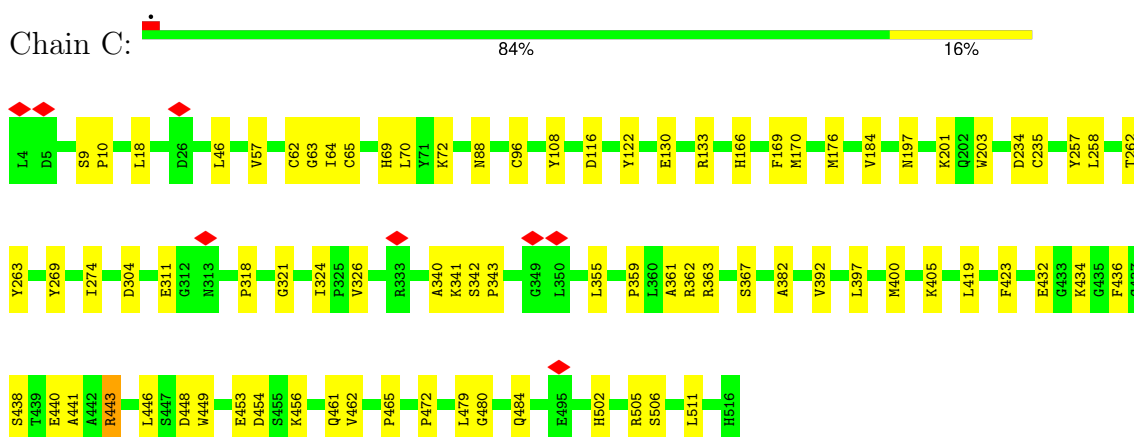 Chain C:
84%
16%
L4 D5 S9 P10 L18 D26 L46 V57 G62 G63 I64 G65 H69 L70 Y71 K72 N88 G96 Y108 D116 Y122 E130 R133 H166 F169 M170 M176 V184 N197 K201 Q202 W203 D234 C235 Y257 L258 T262
Y263 Y269 I274 D304 E311 G312 N313 P318 G321 I324 P325 V326 R333 A340 K341 S342 P343 G349 L350 L355 P359 L360 A361 R362 R363 S367 A382 V392 L397 M400 K405 L419 F423 E432 G433 K434 G435 F436
S438 T439 E440 A441 A442 R443 L446 S447 D448 W449 E453 D454 S455 K456 Q461 V462 P465 P472 L479 G480 Q484 E495 H502 R505 S506 L511 H516